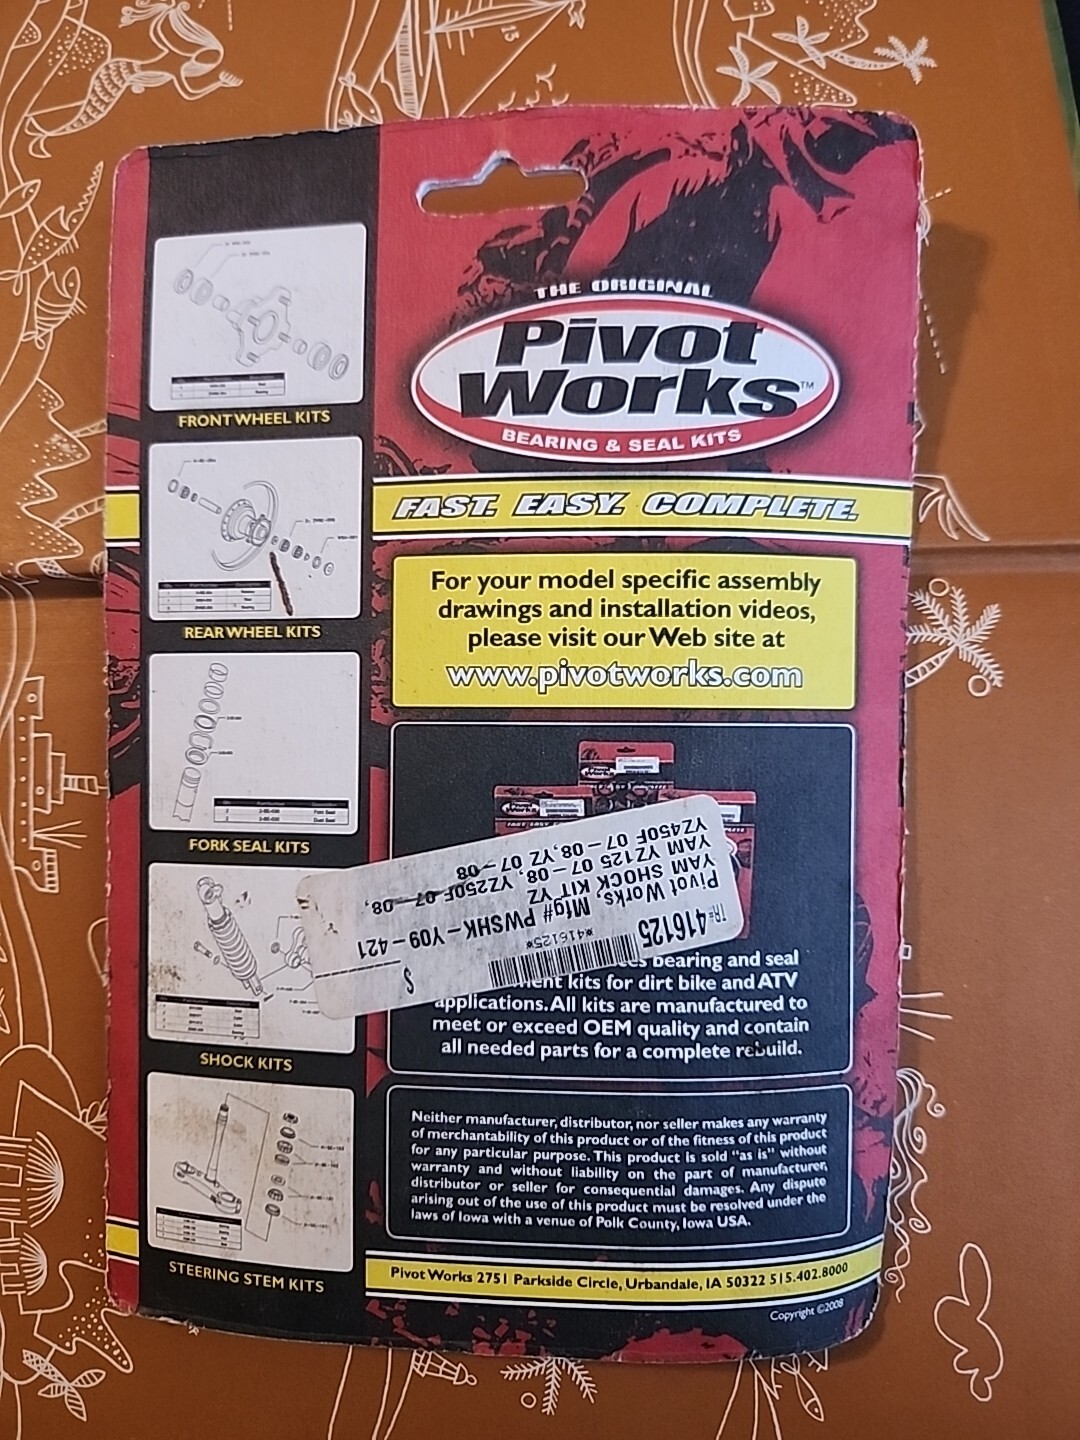 THE ORIGINAL
Pivot
Works™
BEARING & SEAL KITS
FAST. EASY. COMPLETE.
For your model specific assembly
drawings and installation videos,
please visit our Web site at
www.pivotworks.com
FRONT WHEEL KITS
REAR WHEEL KITS
FORK SEAL KITS
SHOCK KITS
STEERING STEM KITS
Pivot
Works
Pivot
Works
TR=416125
*416125*
$
Pivot Works, Mfg# PWSHK-Y09-421
YAM SHOCK KIT YZ
YAM YZ125 07-08, YZ250F 07-08,
YZ450F 07-08, YZ 07-08
bearing and seal
kits for dirt bike and ATV
applications. All kits are manufactured to
meet or exceed OEM quality and contain
all needed parts for a complete rebuild.
Neither manufacturer, distributor, nor seller makes any warranty
of merchantability of this product or of the fitness of this product
for any particular purpose. This product is sold "as is" without
warranty and without liability on the part of manufacturer,
distributor or seller for consequential damages. Any dispute
arising out of the use of this product must be resolved under the
laws of Iowa with a venue of Polk County, Iowa USA.
Pivot Works 2751 Parkside Circle, Urbandale, IA 50322 515.402.8000
Copyright ©2008